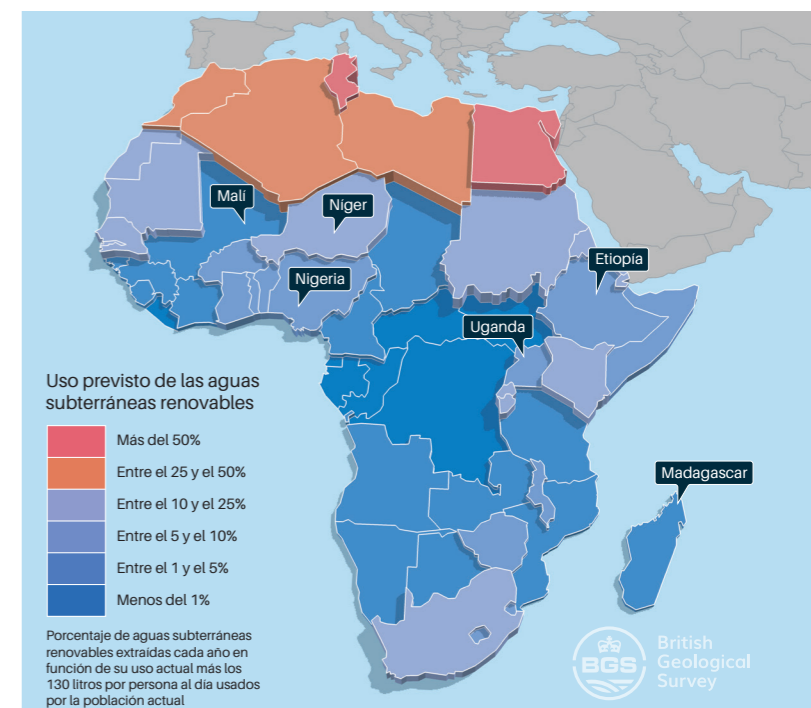 Malí
Níger
Nigeria
Etiopía
Uganda
Madagascar
Uso previsto de las aguas
subterráneas renovables
Más del 50%
Entre el 25 y el 50%
Entre el 10 y el 25%
Entre el 5 y el 10%
Entre el 1 y el 5%
Menos del 1%
Porcentaje de aguas subterráneas
renovables extraídas cada año en
función de su uso actual más los
130 litros por persona al día usados
por la población actual
BGS
British
Geological
Survey